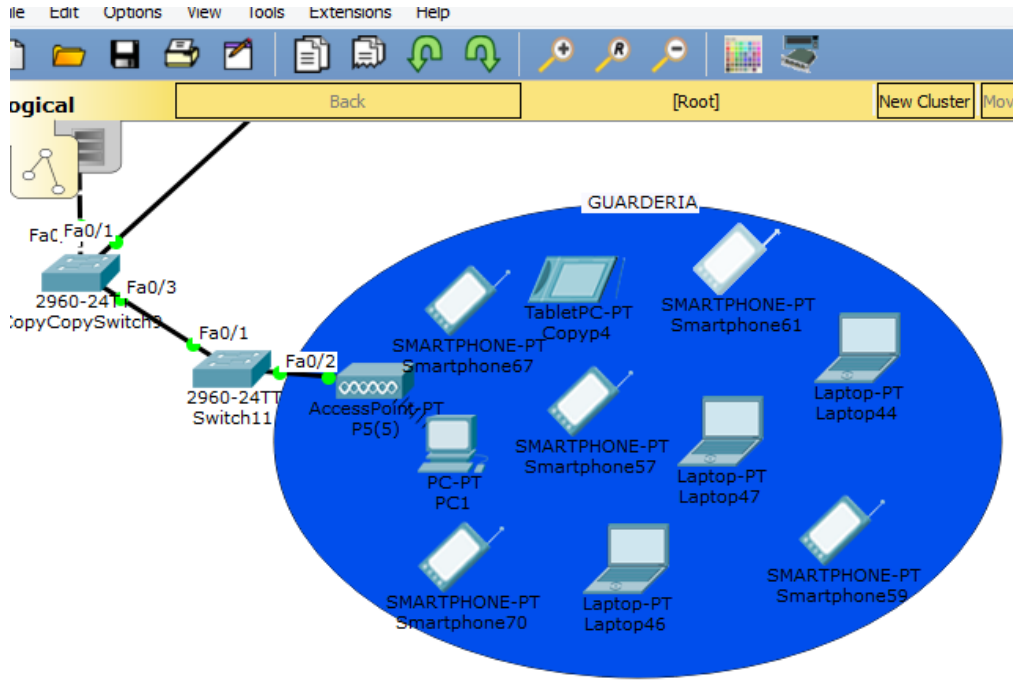 ile Edit Options View Tools Extensions Help
ogical Back [Root] New Cluster Mov
R
GUARDERIA
Fa0/1
2960-24T
CopyCopySwitch9
Fa0/3
Fa0/1
2960-24TT
Switch11
Fa0/2
AccessPoint-PT
P5(5)
SMARTPHONE-PT
Smartphone67
TabletPC-PT
Copyp4
SMARTPHONE-PT
Smartphone61
Laptop-PT
Laptop44
SMARTPHONE-PT
Smartphone57
Laptop-PT
Laptop47
PC-PT
PC1
SMARTPHONE-PT
Smartphone70
Laptop-PT
Laptop46
SMARTPHONE-PT
Smartphone59